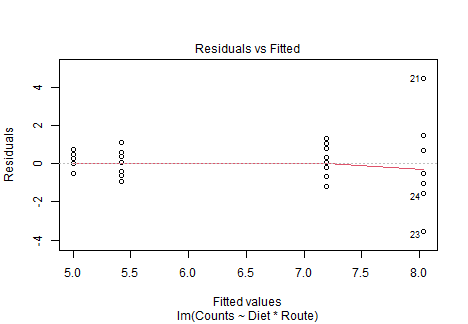 Residuals vs Fitted
Residuals
4
2
0
-2
-4
21
24
23
5.0 5.5 6.0 6.5 7.0 7.5 8.0
Fitted values
lm(Counts ~ Diet * Route)